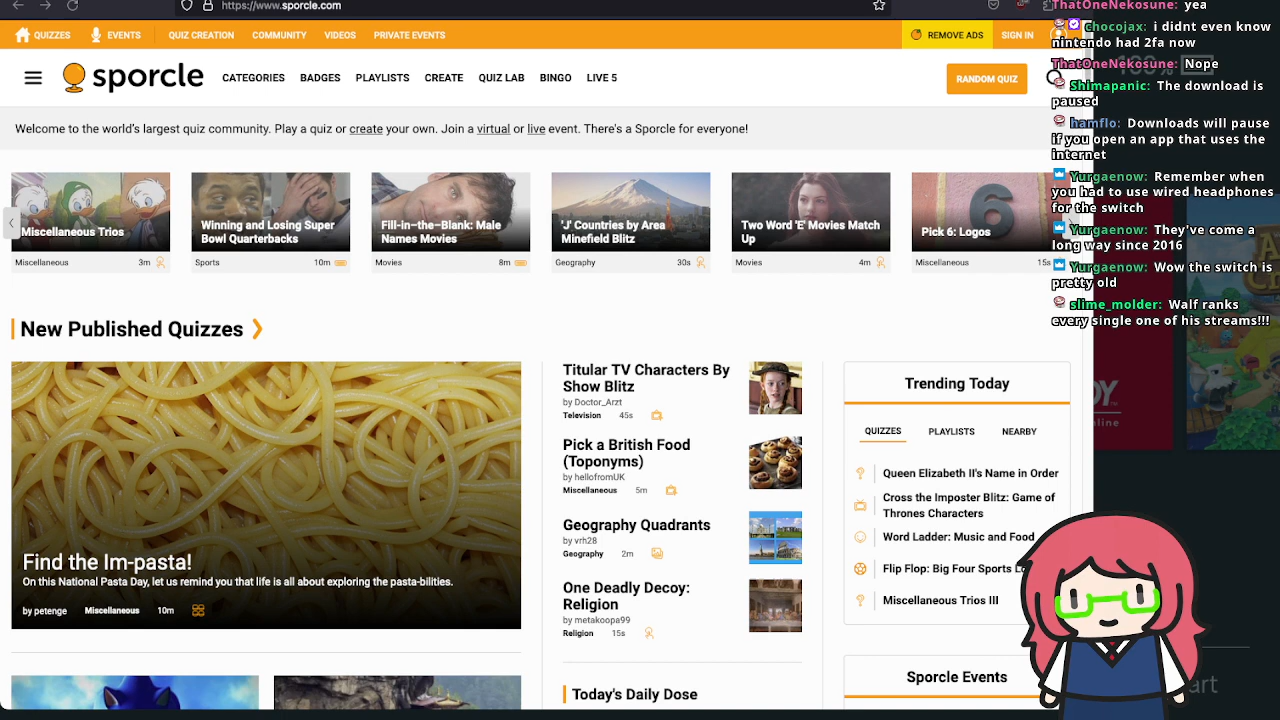 https://www.sporcle.com
QUIZZES
EVENTS
QUIZ CREATION
COMMUNITY
VIDEOS
PRIVATE EVENTS
REMOVE ADS
SIGN IN
sporcle
CATEGORIES
BADGES
PLAYLISTS
CREATE
QUIZ LAB
BINGO
LIVE 5
RANDOM QUIZ
Welcome to the world's largest quiz community. Play a quiz or create your own. Join a virtual or live event. There's a Sporcle for everyone!
Miscellaneous Trios
Miscellaneous
3m
Winning and Losing Super
Bowl Quarterbacks
Sports
10m
Fill-in-the-Blank: Male
Names Movies
Movies
8m
'J' Countries by Area
Minefield Blitz
Geography
30s
Two Word 'E' Movies Match
Up
Movies
4m
6
Pick 6: Logos
Miscellaneous
15s
New Published Quizzes
Find the Im-pasta!
On this National Pasta Day, let us remind you that life is all about exploring the pasta-bilities.
by petenge
Miscellaneous
10m
Titular TV Characters By
Show Blitz
by Doctor_Arzt
Television
45s
Pick a British Food
(Toponyms)
by hellofromUK
Miscellaneous
5m
Geography Quadrants
by vrh28
Geography
2m
One Deadly Decoy:
Religion
by metakoopa99
Religion
15s
Today's Daily Dose
Trending Today
QUIZZES
PLAYLISTS
NEARBY
Queen Elizabeth II's Name in Order
Cross the Imposter Blitz: Game of
Thrones Characters
Word Ladder: Music and Food
Flip Flop: Big Four Sports
Miscellaneous Trios III
Sporcle Events
ThatOneNekosune: yea
chocojax: i did even know
nintendo had 2fa now
ThatOneNekosune: Nope
Shimapanic: The download is
paused
hamflo: Downloads will pause
if you open an app that uses the
internet
Yurgaenow: Remember when
you had to use wired headphones
for the switch
Yurgaenow: They've come a
long way since 2016
Yurgaenow: Wow the switch is
pretty old
slime_molder: Walf ranks
every single one of his streams!!!